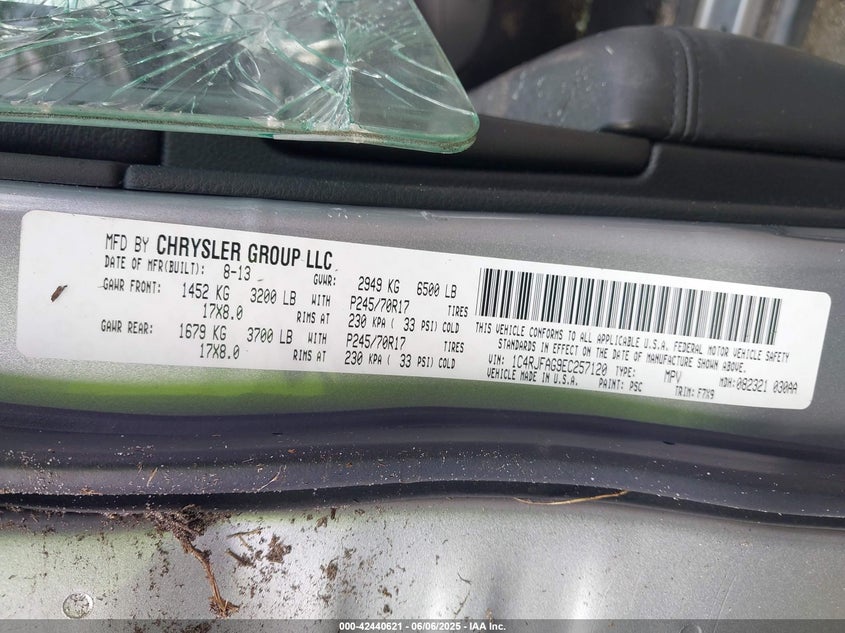 MFD BY CHRYSLER GROUP LLC
DATE OF MFR(BUILT): 8-13 GVWR: 2949 KG 6500 LB
GAWR FRONT: 1452 KG 3200 LB WITH P245/70R17 TIRES
17X8.0 RIMS AT 230 KPA ( 33 PSI) COLD
GAWR REAR: 1679 KG 3700 LB WITH P245/70R17 TIRES
17X8.0 RIMS AT 230 KPA ( 33 PSI) COLD
THIS VEHICLE CONFORMS TO ALL APPLICABLE U.S.A. FEDERAL MOTOR VEHICLE SAFETY
STANDARDS IN EFFECT ON THE DATE OF MANUFACTURE SHOWN ABOVE.
VIN: 1C4RJFAG9EC257120 TYPE: MPV MDH: 082321 030AA
VEHICLE MADE IN U.S.A. PAINT: PSC TRIM: F7X9
000-42440621 - 06/06/2025 - IAA Inc.